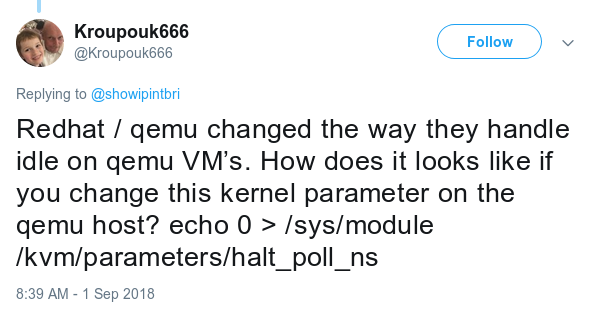 Kroupouk666
@Kroupouk666
Follow
Replying to @showipintbri
Redhat / qemu changed the way they handle
idle on qemu VM’s. How does it looks like if
you change this kernel parameter on the
qemu host? echo 0 > /sys/module
/kvm/parameters/halt_poll_ns
8:39 AM - 1 Sep 2018